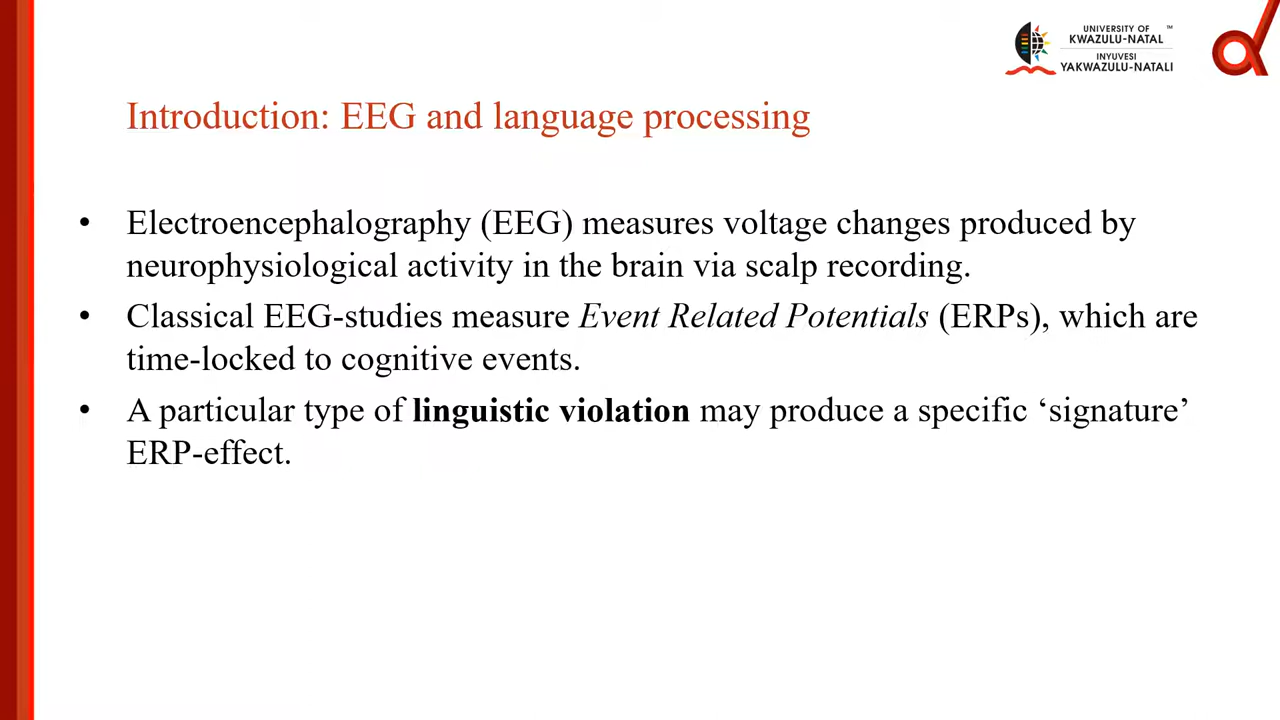 UNIVERSITY OF ™
KWAZULU-NATAL
INYUVESI
YAKWAZULU-NATALI
Introduction: EEG and language processing
• Electroencephalography (EEG) measures voltage changes produced by
neurophysiological activity in the brain via scalp recording.
• Classical EEG-studies measure Event Related Potentials (ERPs), which are
time-locked to cognitive events.
• A particular type of linguistic violation may produce a specific ‘signature’
ERP-effect.